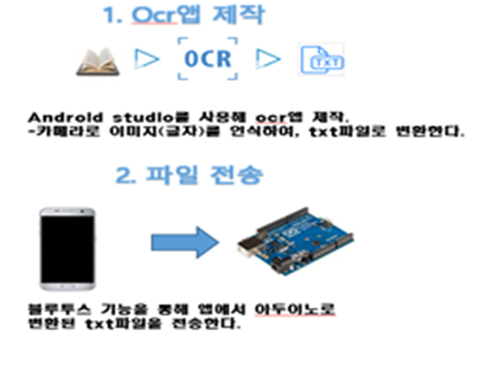 1. Ocr앱 제작
OCR
TXT
Android studio를 사용해 ocr앱 제작.
-카메라로 이미지(글자)를 인식하여, txt파일로 변환한다.
2. 파일 전송
블루투스 기능을 통해 앱에서 아두이노로
변환된 txt파일을 전송한다.